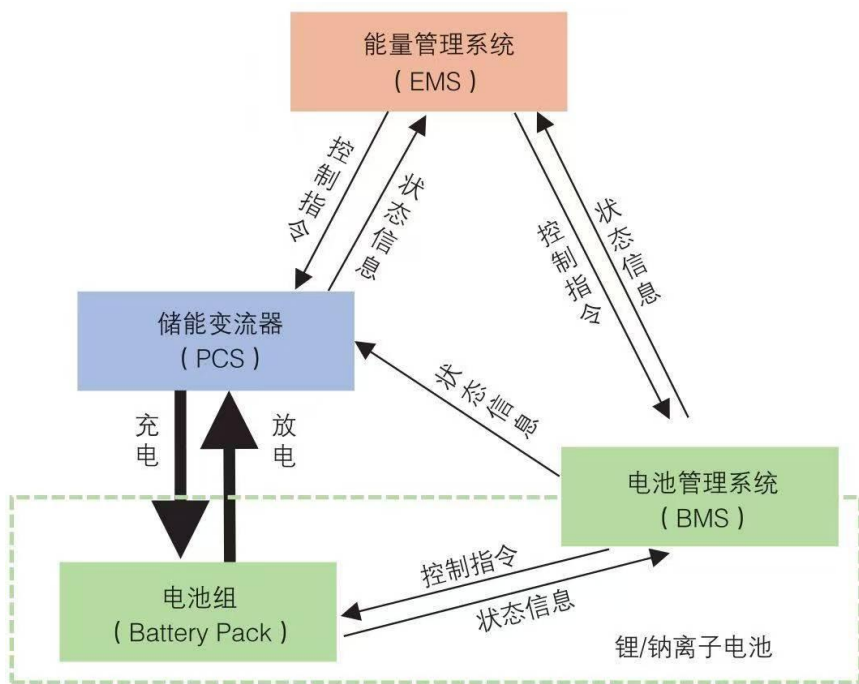 能量管理系统
（EMS）
控制指令
状态信息
控制指令
状态信息
储能变流器
（PCS）
状态信息
充电
放电
电池管理系统
（BMS）
控制指令
状态信息
电池组
（Battery Pack）
锂/钠离子电池